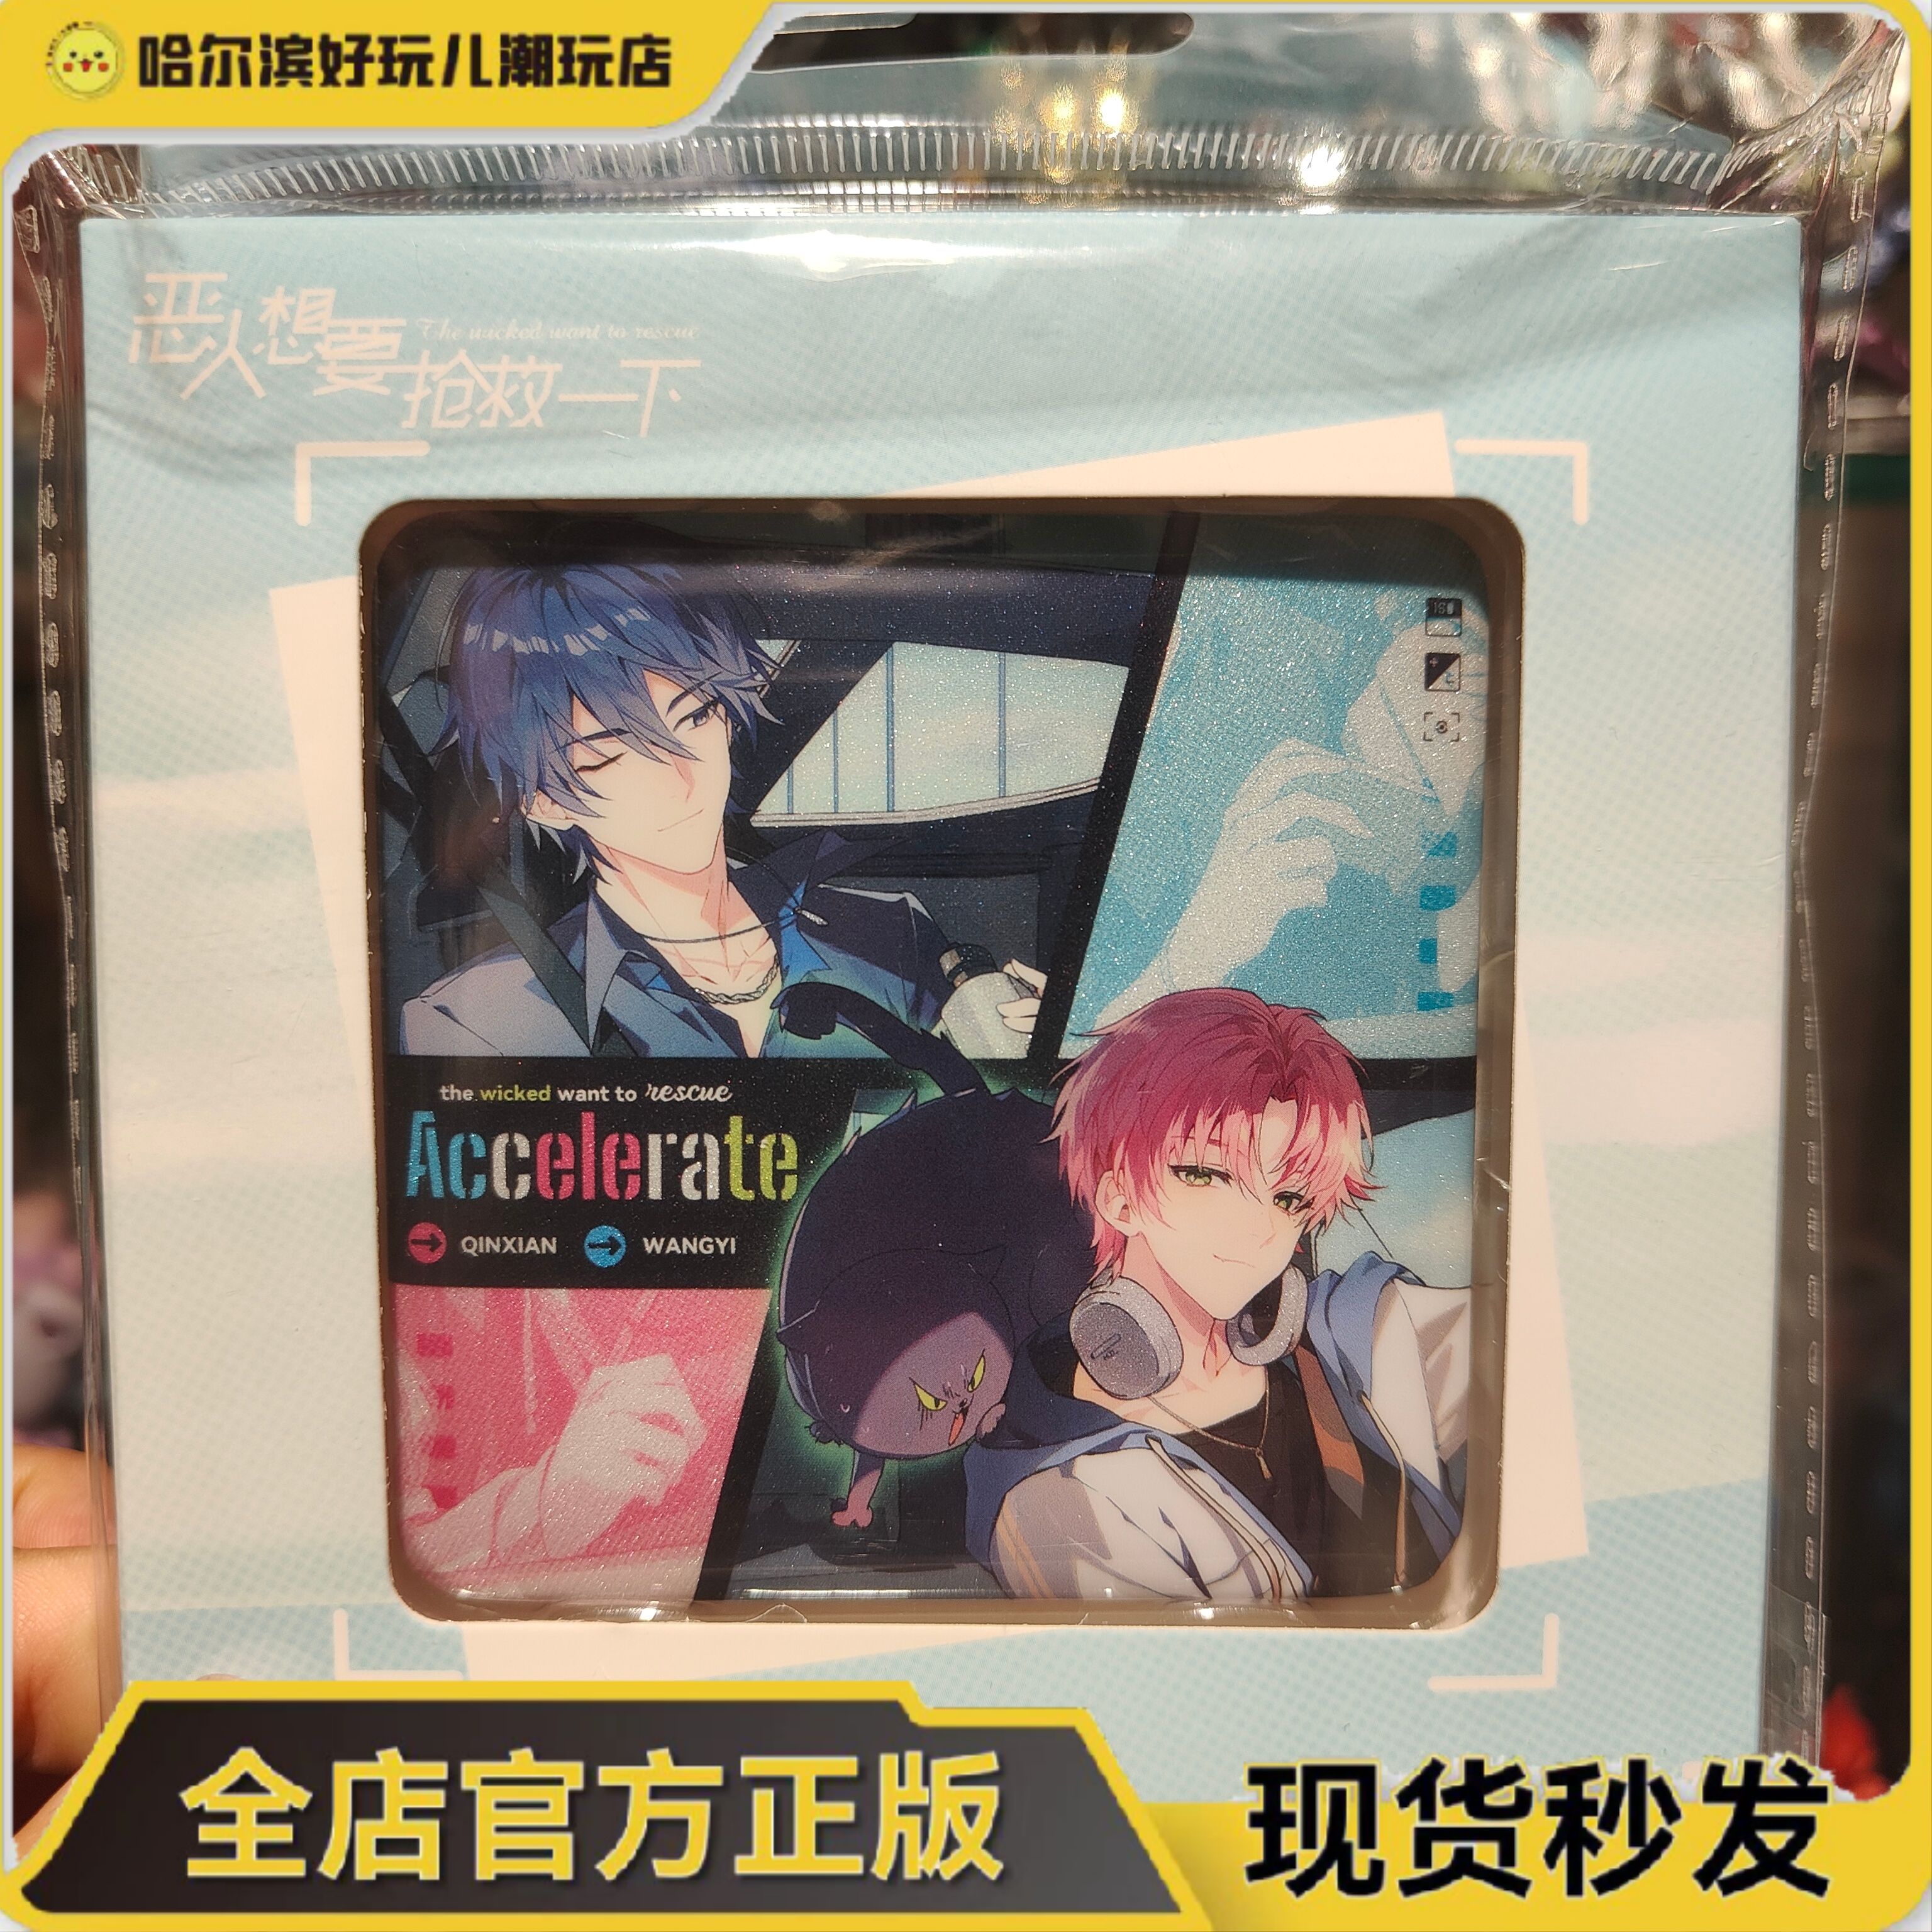 哈尔滨好玩儿潮玩店
恶人想要抢救一下
The wicked want to rescue
the wicked want to rescue
Accelerate
QINXIAN WANGYI
全店官方正版
现货秒发